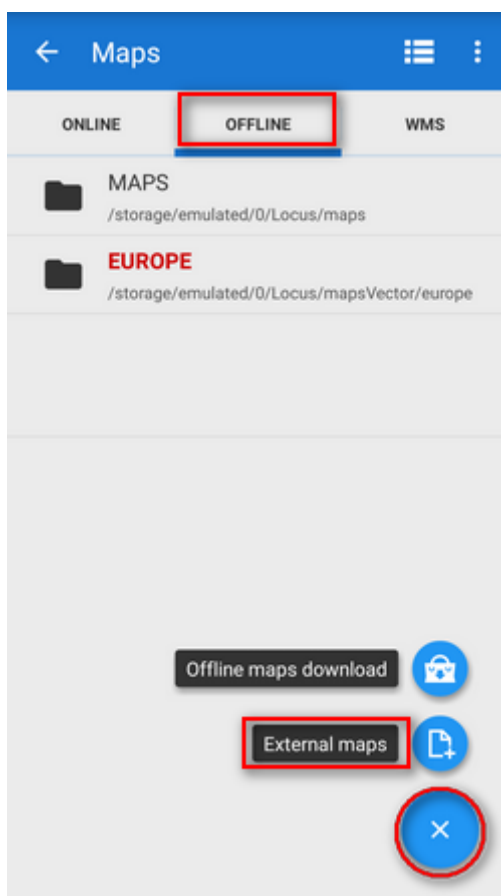 Maps
ONLINE OFFLINE WMS
MAPS
/storage/emulated/0/Locus/maps
EUROPE
/storage/emulated/0/Locus/mapsVector/europe
Offline maps download
External maps